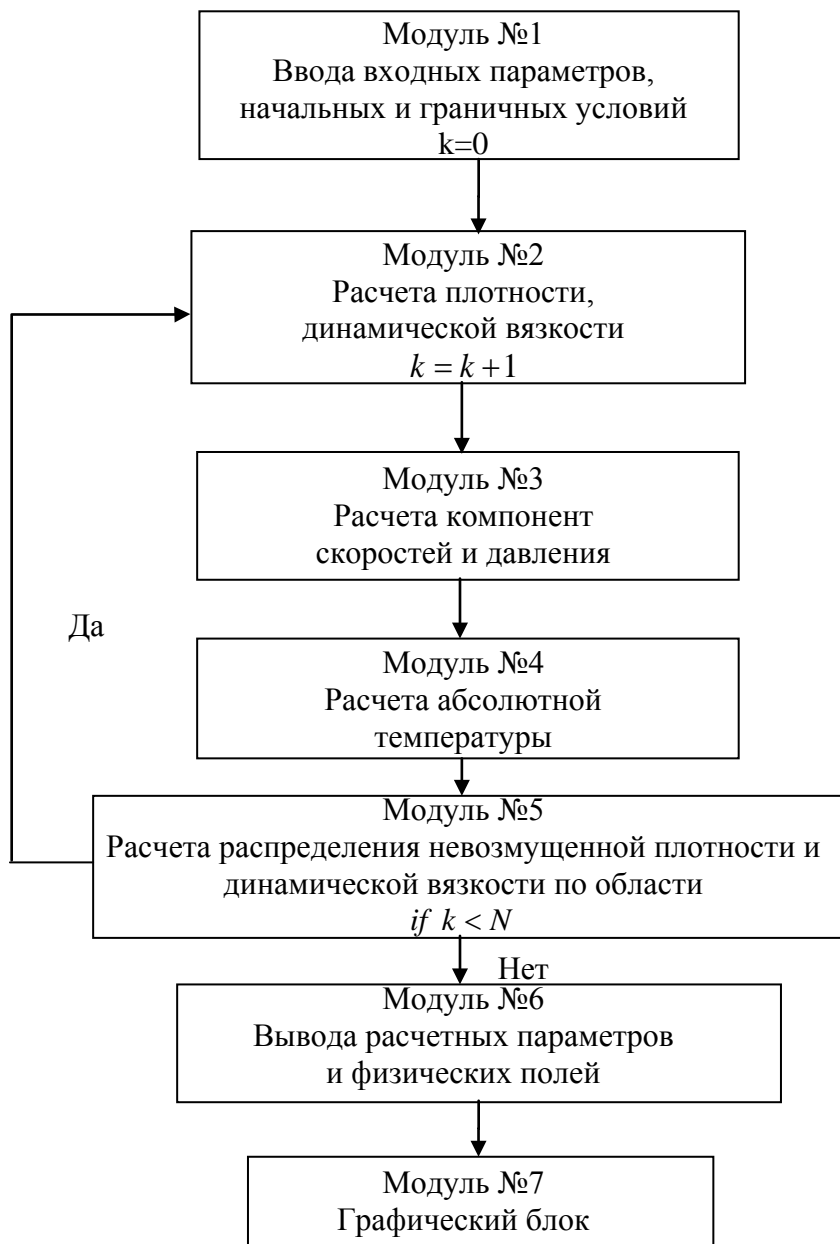 Модуль №1
Ввода входных параметров,
начальных и граничных условий
k=0
Модуль №2
Расчета плотности,
динамической вязкости
k = k +1
Модуль №3
Расчета компонент
скоростей и давления
Да
Модуль №4
Расчета абсолютной
температуры
Модуль №5
Расчета распределения невозмущенной плотности и
динамической вязкости по области
if k < N
Нет
Модуль №6
Вывода расчетных параметров
и физических полей
Модуль №7
Графический блок